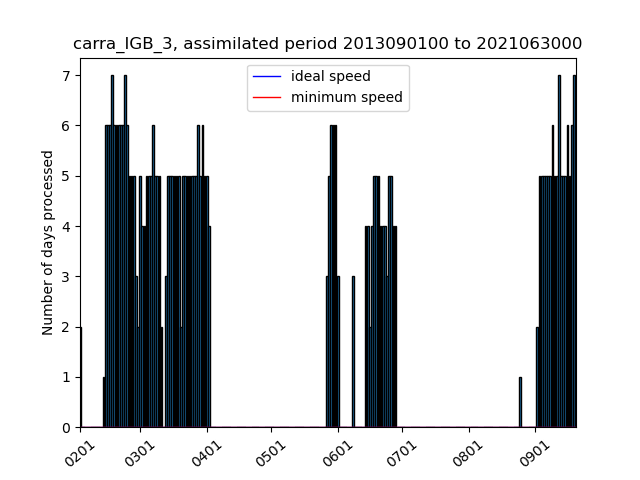 carra_IGB_3, assimilated period 2013090100 to 2021063000
ideal speed
minimum speed
Number of days processed
7
6
5
4
3
2
1
0
0201 0301 0401 0501 0601 0701 0801 0901